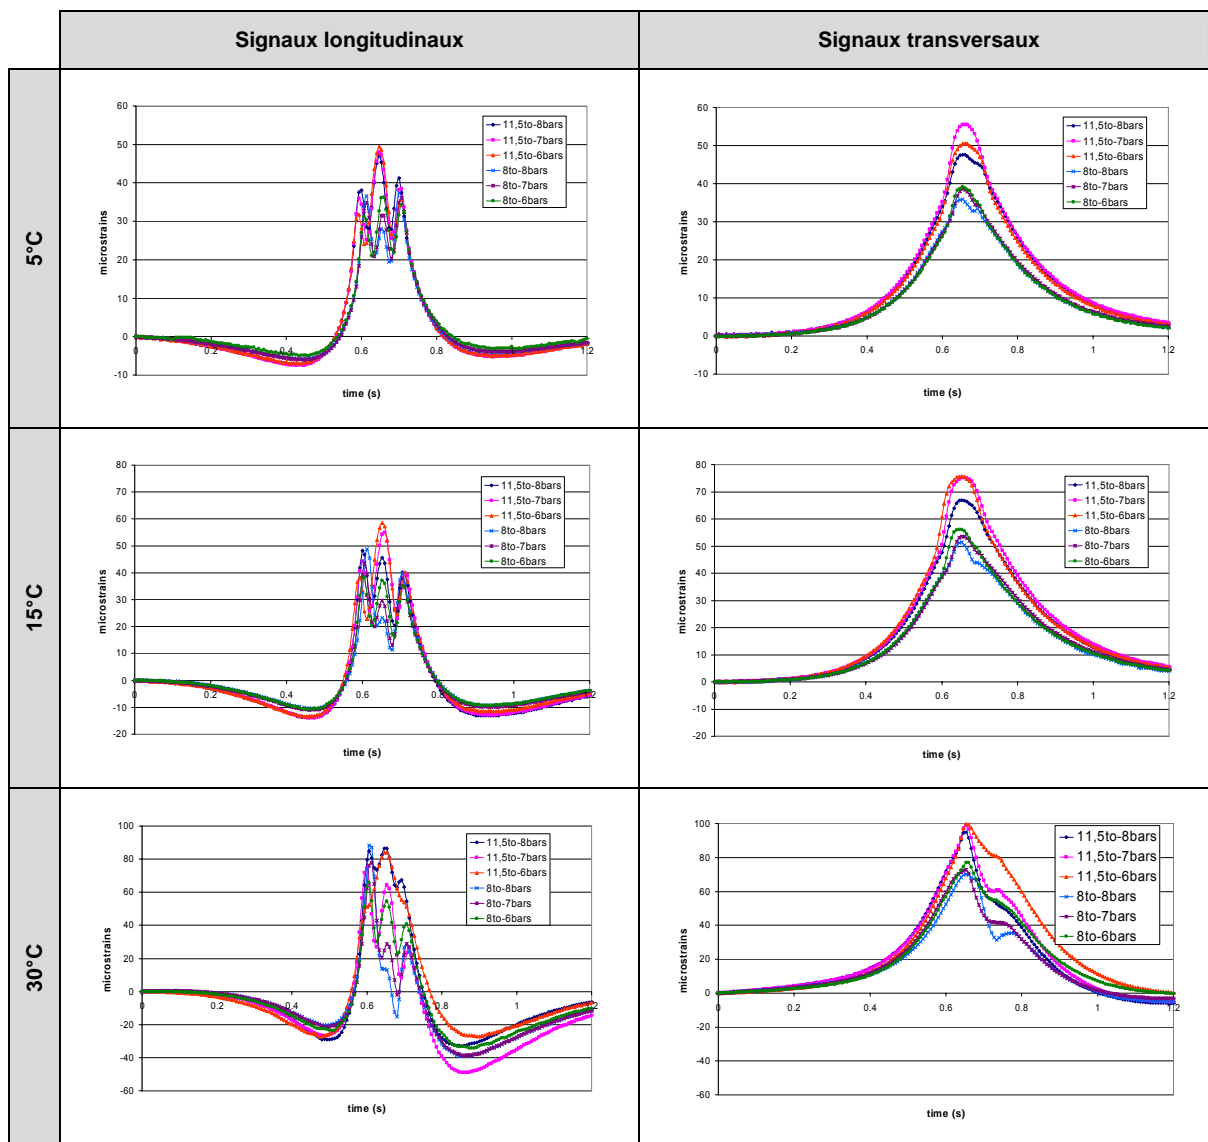 Signaux longitudinaux
Signaux transversaux
5°C
60
50
40
30
20
10
0
-10
0
0.2
0.4
0.6
0.8
1
1.2
microstrains
time (s)
11,5to-8bars
11,5to-7bars
11,5to-6bars
8to-8bars
8to-7bars
8to-6bars
60
50
40
30
20
10
0
-10
0
0.2
0.4
0.6
0.8
1
1.2
microstrains
time (s)
11,5to-8bars
11,5to-7bars
11,5to-6bars
8to-8bars
8to-7bars
8to-6bars
15°C
80
70
60
50
40
30
20
10
0
-10
-20
0
0.2
0.4
0.6
0.8
1
1.2
microstrains
time (s)
11,5to-8bars
11,5to-7bars
11,5to-6bars
8to-8bars
8to-7bars
8to-6bars
80
70
60
50
40
30
20
10
0
-10
-20
0
0.2
0.4
0.6
0.8
1
1.2
microstrains
time (s)
11,5to-8bars
11,5to-7bars
11,5to-6bars
8to-8bars
8to-7bars
8to-6bars
30°C
100
80
60
40
20
0
-20
-40
-60
0
0.2
0.4
0.6
0.8
1
1.2
microstrains
time (s)
11,5to-8bars
11,5to-7bars
11,5to-6bars
8to-8bars
8to-7bars
8to-6bars
100
80
60
40
20
0
-20
-40
-60
-80
-100
0
0.2
0.4
0.6
0.8
1
1.2
microstrains
time (s)
11,5to-8bars
11,5to-7bars
11,5to-6bars
8to-8bars
8to-7bars
8to-6bars